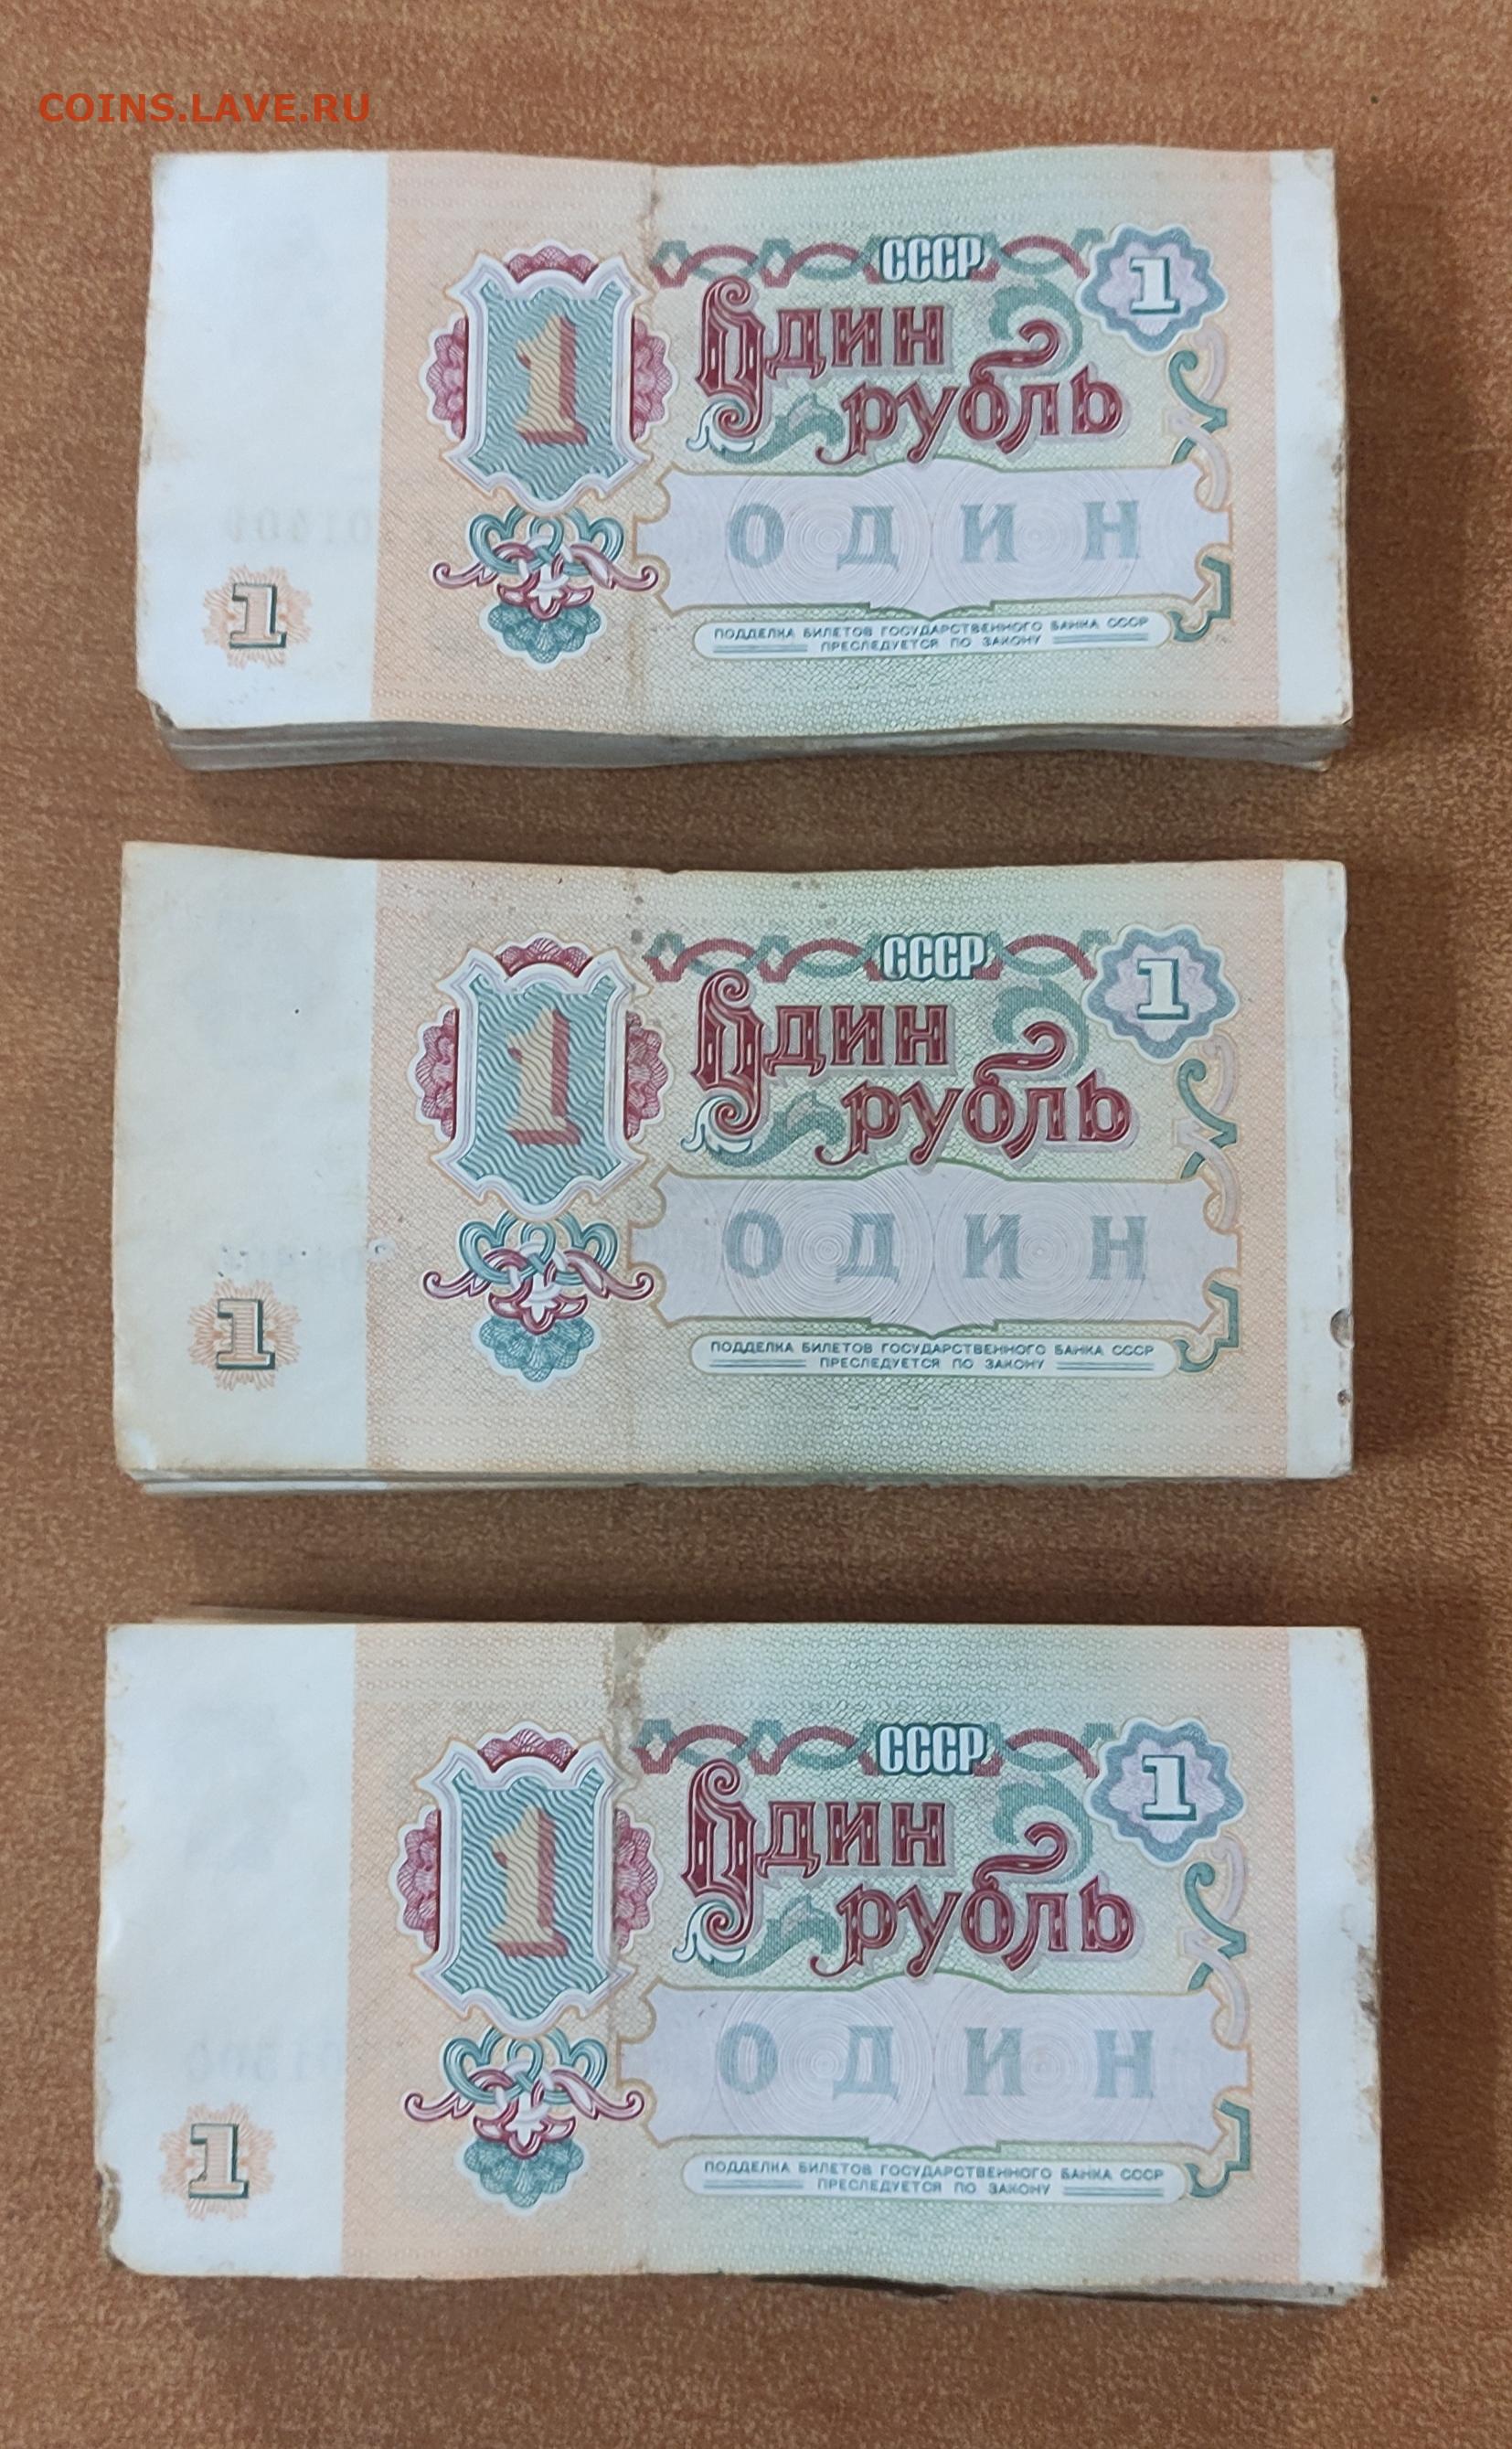 COINS.LAVE.RU
СССР
1
1
Один
рубль
ОДИН
1
ПОДДЕЛКА БИЛЕТОВ ГОСУДАРСТВЕННОГО БАНКА СССР
ПРЕСЛЕДУЕТСЯ ПО ЗАКОНУ
СССР
1
1
Один
рубль
ОДИН
1
ПОДДЕЛКА БИЛЕТОВ ГОСУДАРСТВЕННОГО БАНКА СССР
ПРЕСЛЕДУЕТСЯ ПО ЗАКОНУ
СССР
1
1
Один
рубль
ОДИН
1
ПОДДЕЛКА БИЛЕТОВ ГОСУДАРСТВЕННОГО БАНКА СССР
ПРЕСЛЕДУЕТСЯ ПО ЗАКОНУ